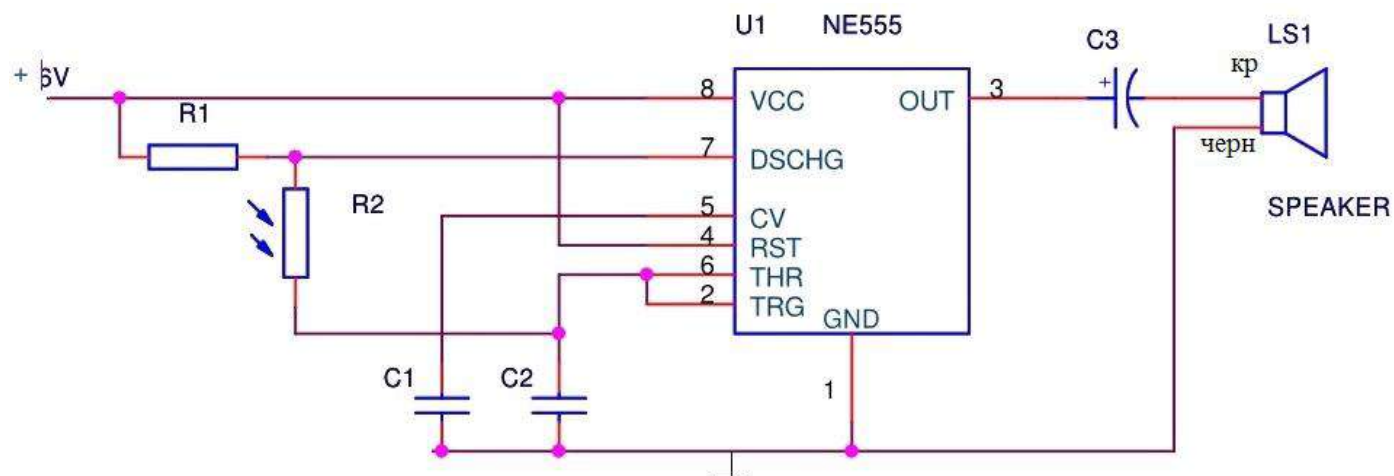 U1 NE555
C3
LS1
+ 6V
кр
R1
8
VCC
OUT
3
7
DSCHG
черн
R2
5
CV
SPEAKER
4
RST
6
THR
2
TRG
GND
C1
C2
1